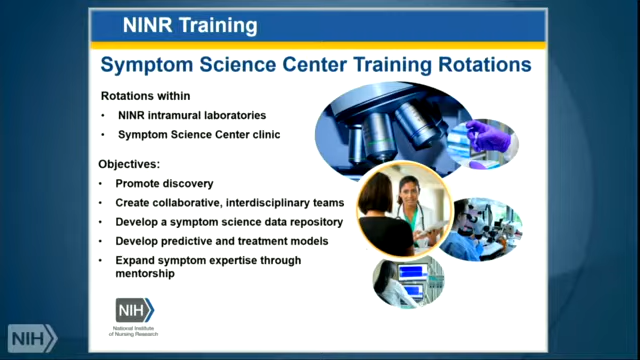 NINR Training
Symptom Science Center Training Rotations
Rotations within
• NINR intramural laboratories
• Symptom Science Center clinic
Objectives:
• Promote discovery
• Create collaborative, interdisciplinary teams
• Develop a symptom science data repository
• Develop predictive and treatment models
• Expand symptom expertise through
mentorship
NIH
National Institute
of Nursing Research
NIH